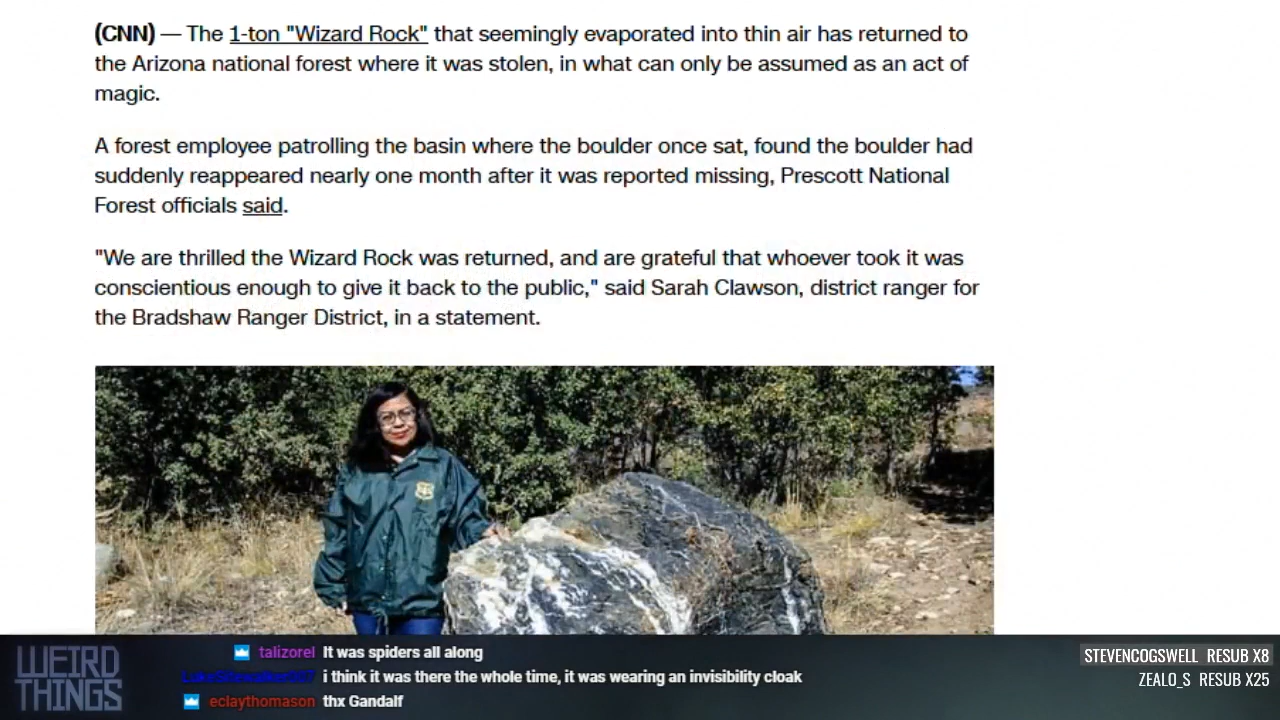 (CNN) — The 1-ton "Wizard Rock" that seemingly evaporated into thin air has returned to
the Arizona national forest where it was stolen, in what can only be assumed as an act of
magic.
A forest employee patrolling the basin where the boulder once sat, found the boulder had
suddenly reappeared nearly one month after it was reported missing, Prescott National
Forest officials said.
"We are thrilled the Wizard Rock was returned, and are grateful that whoever took it was
conscientious enough to give it back to the public," said Sarah Clawson, district ranger for
the Bradshaw Ranger District, in a statement.
WEIRD
THINGS
talizorel It was spiders all along
i think it was there the whole time, it was wearing an invisibility cloak
eclaythomason thx Gandalf
STEVENCOGSWELL RESUB X8
ZEALO_S RESUB X25